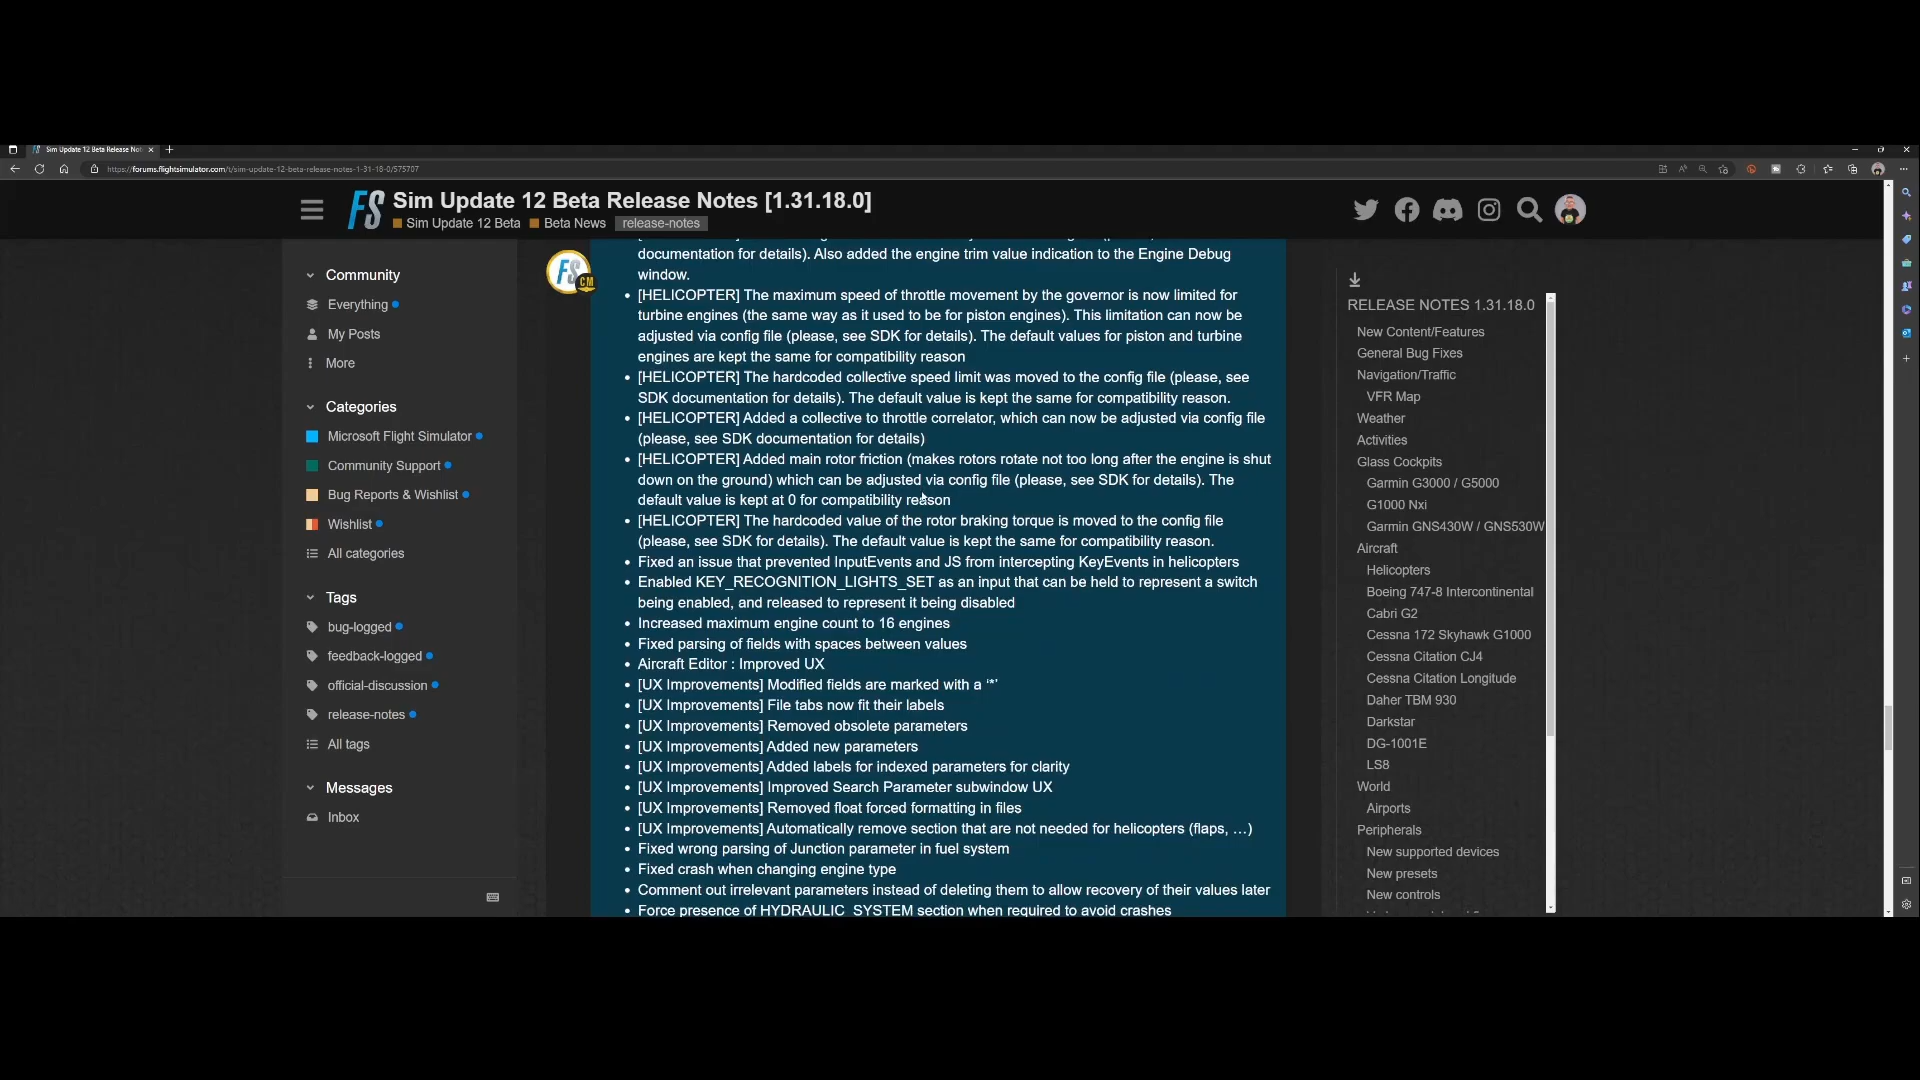 Sim Update 12 Beta Release Not
https://forums.flightsimulator.com/t/sim-update-12-beta-release-notes-1-31-18-0/575707
FS
Sim Update 12 Beta Release Notes [1.31.18.0]
Sim Update 12 Beta Beta News release-notes
Community
Everything
My Posts
More
Categories
Microsoft Flight Simulator
Community Support
Bug Reports & Wishlist
Wishlist
All categories
Tags
bug-logged
feedback-logged
official-discussion
release-notes
All tags
Messages
Inbox
FS
CM
documentation for details). Also added the engine trim value indication to the Engine Debug
window.
• [HELICOPTER] The maximum speed of throttle movement by the governor is now limited for
turbine engines (the same way as it used to be for piston engines). This limitation can now be
adjusted via config file (please, see SDK for details). The default values for piston and turbine
engines are kept the same for compatibility reason
• [HELICOPTER] The hardcoded collective speed limit was moved to the config file (please, see
SDK documentation for details). The default value is kept the same for compatibility reason.
• [HELICOPTER] Added a collective to throttle correlator, which can now be adjusted via config file
(please, see SDK documentation for details)
• [HELICOPTER] Added main rotor friction (makes rotors rotate not too long after the engine is shut
down on the ground) which can be adjusted via config file (please, see SDK for details). The
default value is kept at 0 for compatibility reason
• [HELICOPTER] The hardcoded value of the rotor braking torque is moved to the config file
(please, see SDK for details). The default value is kept the same for compatibility reason.
• Fixed an issue that prevented InputEvents and JS from intercepting KeyEvents in helicopters
• Enabled KEY_RECOGNITION_LIGHTS_SET as an input that can be held to represent a switch
being enabled, and released to represent it being disabled
• Increased maximum engine count to 16 engines
• Fixed parsing of fields with spaces between values
• Aircraft Editor : Improved UX
• [UX Improvements] Modified fields are marked with a ‘*’
• [UX Improvements] File tabs now fit their labels
• [UX Improvements] Removed obsolete parameters
• [UX Improvements] Added new parameters
• [UX Improvements] Added labels for indexed parameters for clarity
• [UX Improvements] Improved Search Parameter subwindow UX
• [UX Improvements] Removed float forced formatting in files
• [UX Improvements] Automatically remove section that are not needed for helicopters (flaps, …)
• Fixed wrong parsing of Junction parameter in fuel system
• Fixed crash when changing engine type
• Comment out irrelevant parameters instead of deleting them to allow recovery of their values later
• Force presence of HYDRAULIC_SYSTEM section when required to avoid crashes
RELEASE NOTES 1.31.18.0
New Content/Features
General Bug Fixes
Navigation/Traffic
VFR Map
Weather
Activities
Glass Cockpits
Garmin G3000 / G5000
G1000 Nxi
Garmin GNS430W / GNS530W
Aircraft
Helicopters
Boeing 747-8 Intercontinental
Cabri G2
Cessna 172 Skyhawk G1000
Cessna Citation CJ4
Cessna Citation Longitude
Daher TBM 930
Darkstar
DG-1001E
LS8
World
Airports
Peripherals
New supported devices
New presets
New controls